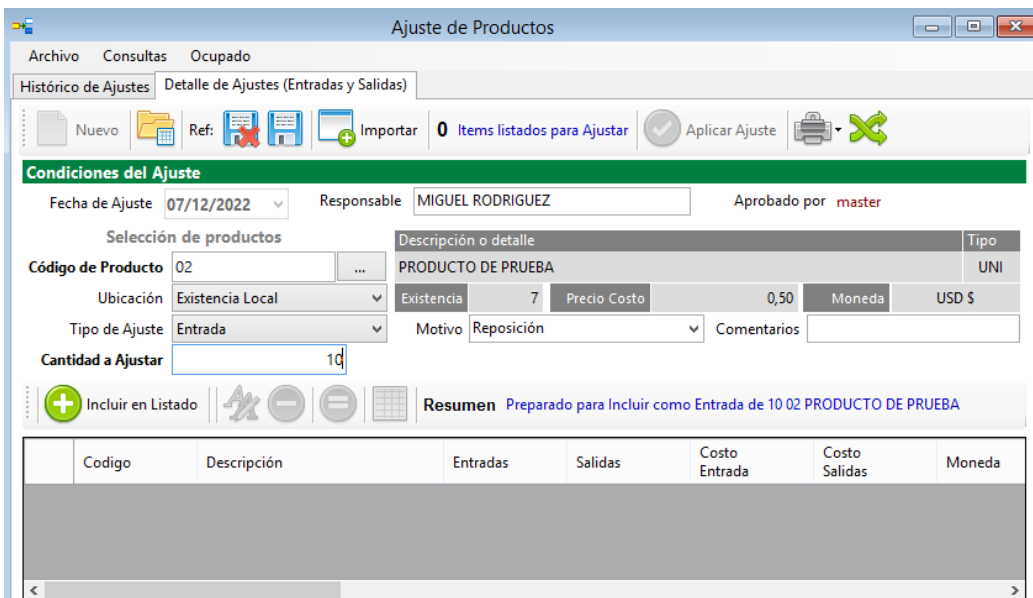 Ajuste de Productos
Archivo Consultas Ocupado
Histórico de Ajustes Detalle de Ajustes (Entradas y Salidas)
Nuevo Ref: Importar 0 Items listados para Ajustar Aplicar Ajuste
Condiciones del Ajuste
Fecha de Ajuste 07/12/2022 Responsable MIGUEL RODRIGUEZ Aprobado por master
Selección de productos Descripción o detalle Tipo
Código de Producto 02 ... PRODUCTO DE PRUEBA UNI
Ubicación Existencia Local Existencia 7 Precio Costo 0,50 Moneda USD $
Tipo de Ajuste Entrada Motivo Reposición Comentarios
Cantidad a Ajustar 10
Incluir en Listado Resumen Preparado para Incluir como Entrada de 10 02 PRODUCTO DE PRUEBA
Codigo Descripción Entradas Salidas Costo Entrada Costo Salidas Moneda